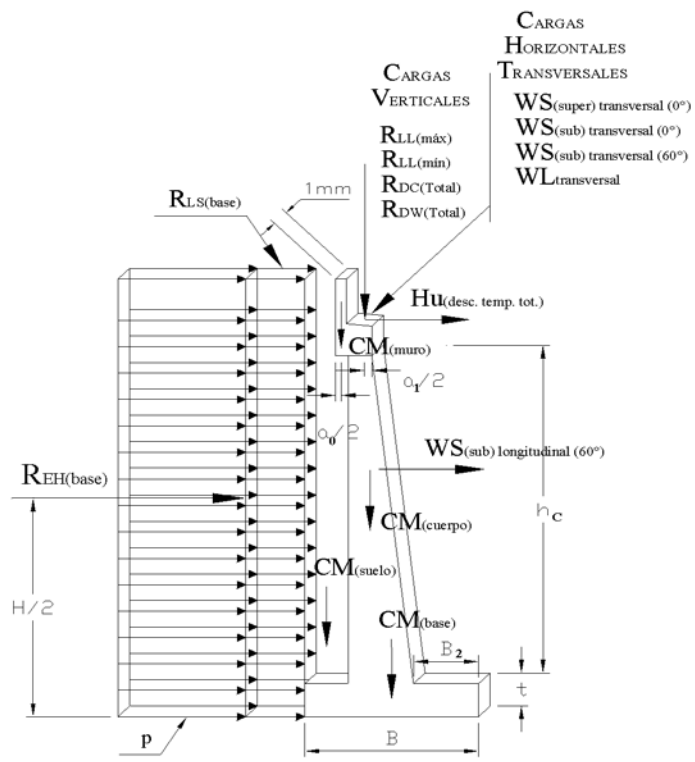 CARGAS
HORIZONTALES
TRANSVERSALES
WS(super) transversal (0°)
WS(sub) transversal (0°)
WS(sub) transversal (60°)
WLtransversal
CARGAS
VERTICALES
RLL(máx)
RLL(mín)
RDC(Total)
RDW(Total)
1mm
RLS(base)
Hu(desc. temp. tot.)
CM(muro)
a1/2
a0/2
WS(sub) longitudinal (60°)
REH(base)
hc
CM(cuerpo)
CM(suelo)
H/2
CM(base)
B2
t
p
B